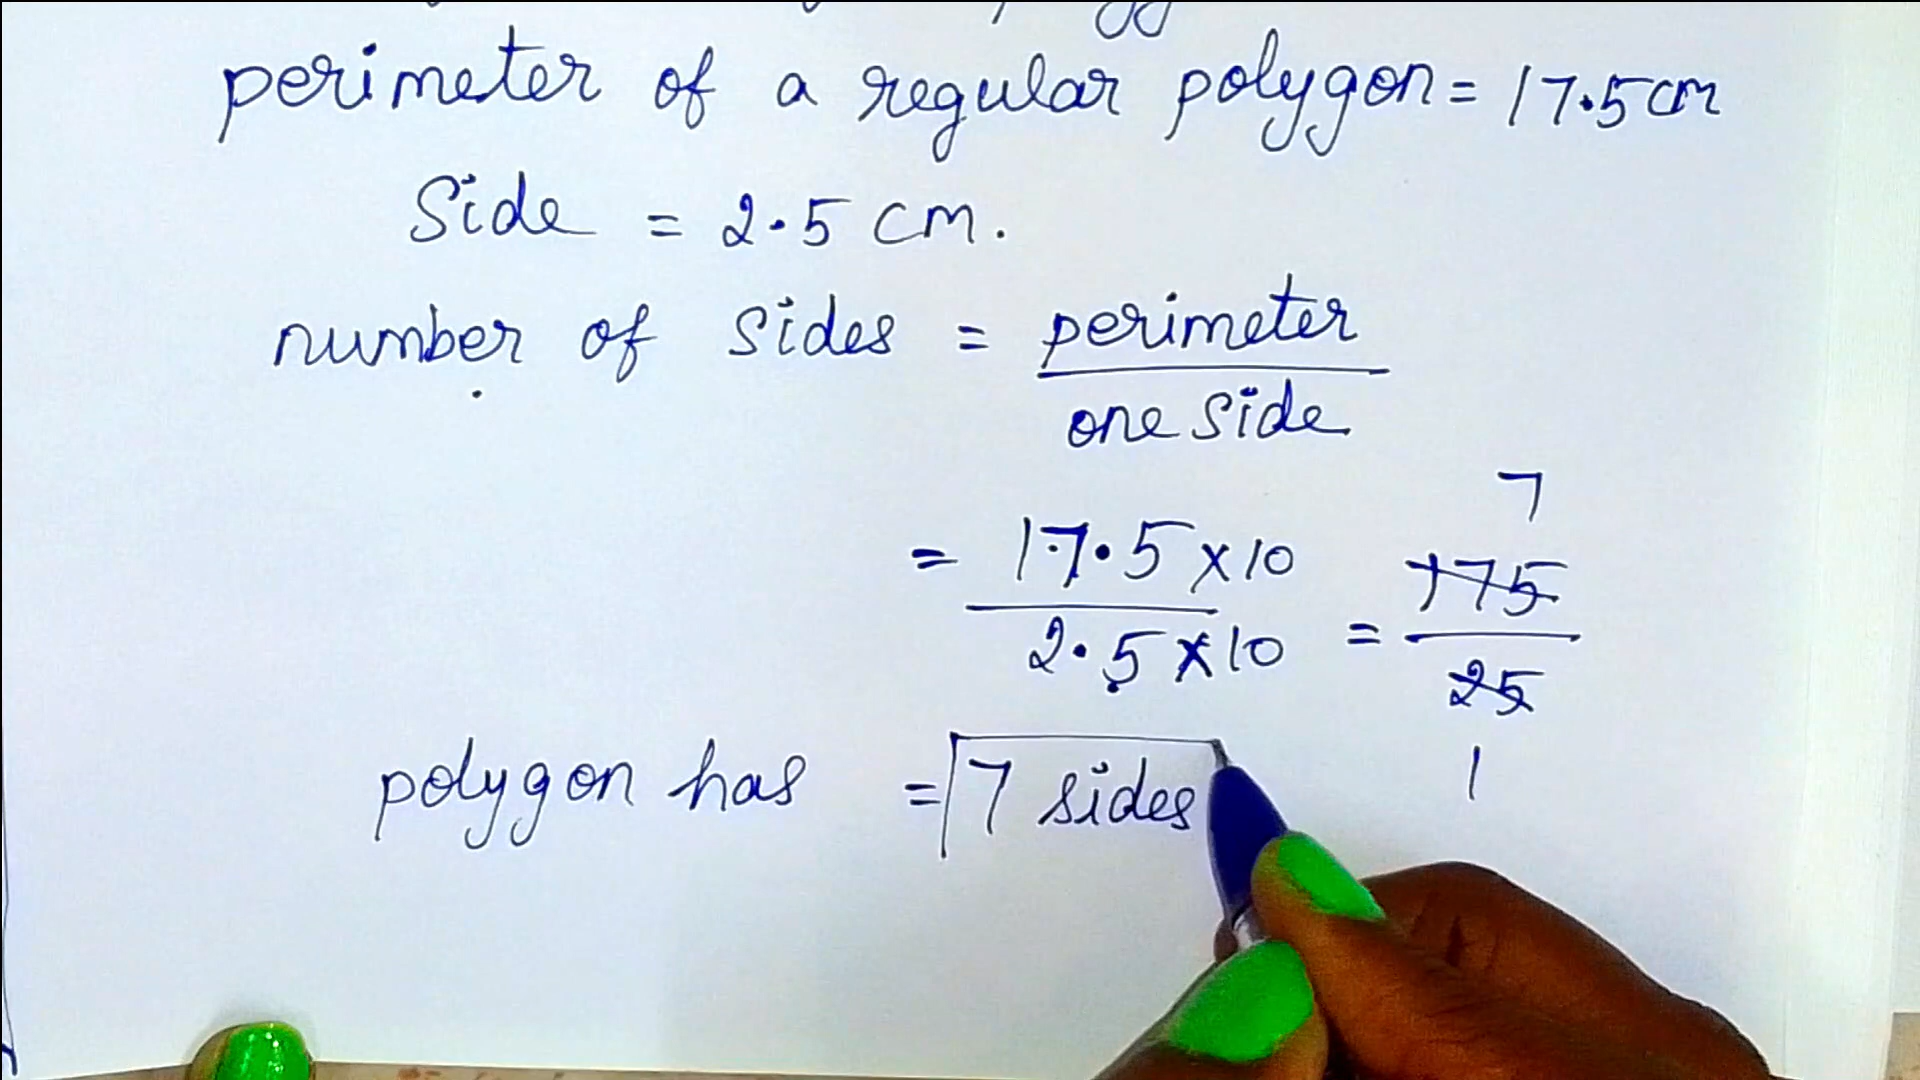 perimeter of a regular polygon = 17.5 cm
Side = 2.5 cm.
number of sides = perimeter
one side
7
= 17.5 x 10 = 175
2.5 x 10 25
1
polygon has = 7 sides